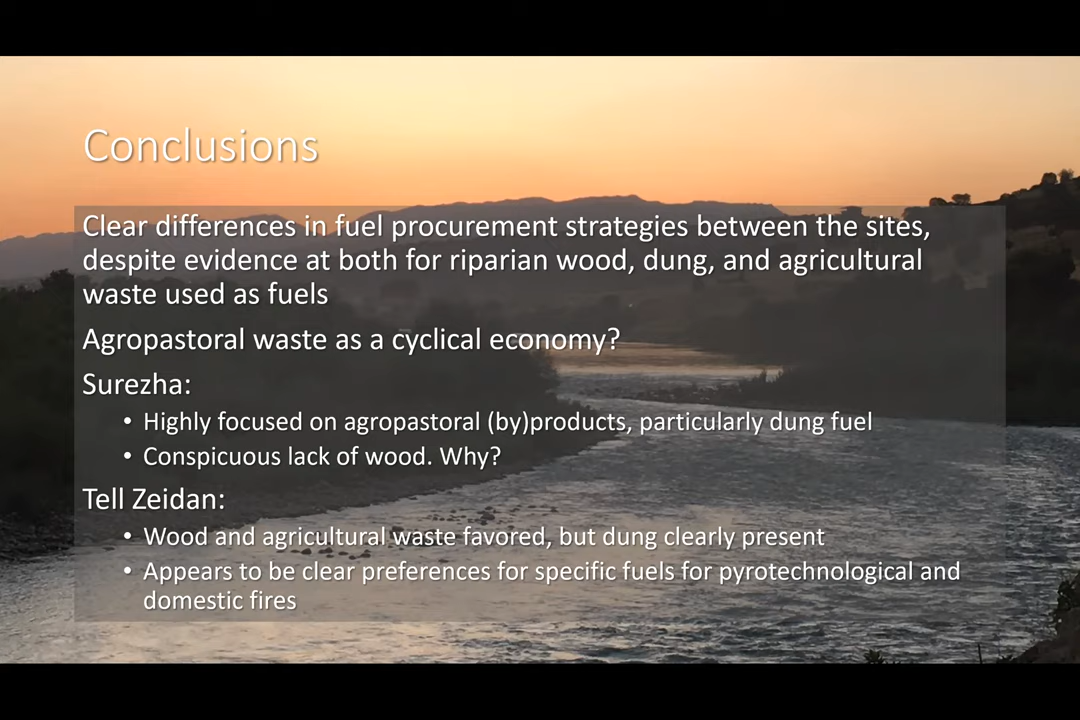 Conclusions
Clear differences in fuel procurement strategies between the sites,
despite evidence at both for riparian wood, dung, and agricultural
waste used as fuels
Agropastoral waste as a cyclical economy?
Surezha:
• Highly focused on agropastoral (by)products, particularly dung fuel
• Conspicuous lack of wood. Why?
Tell Zeidan:
• Wood and agricultural waste favored, but dung clearly present
• Appears to be clear preferences for specific fuels for pyrotechnological and
domestic fires